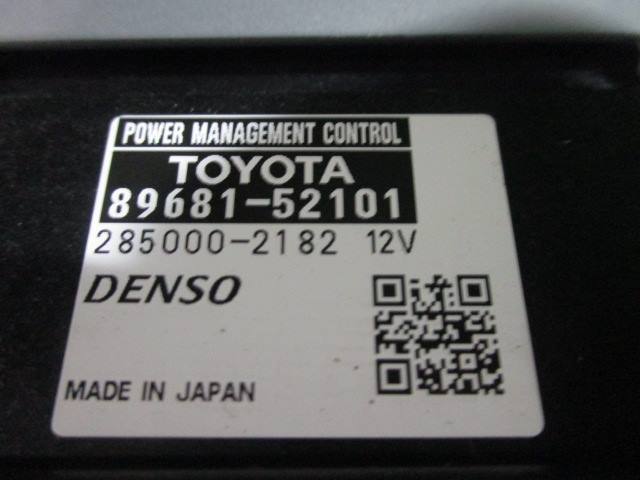 POWER MANAGEMENT CONTROL
TOYOTA
89681-52101
285000-2182 12V
DENSO
MADE IN JAPAN